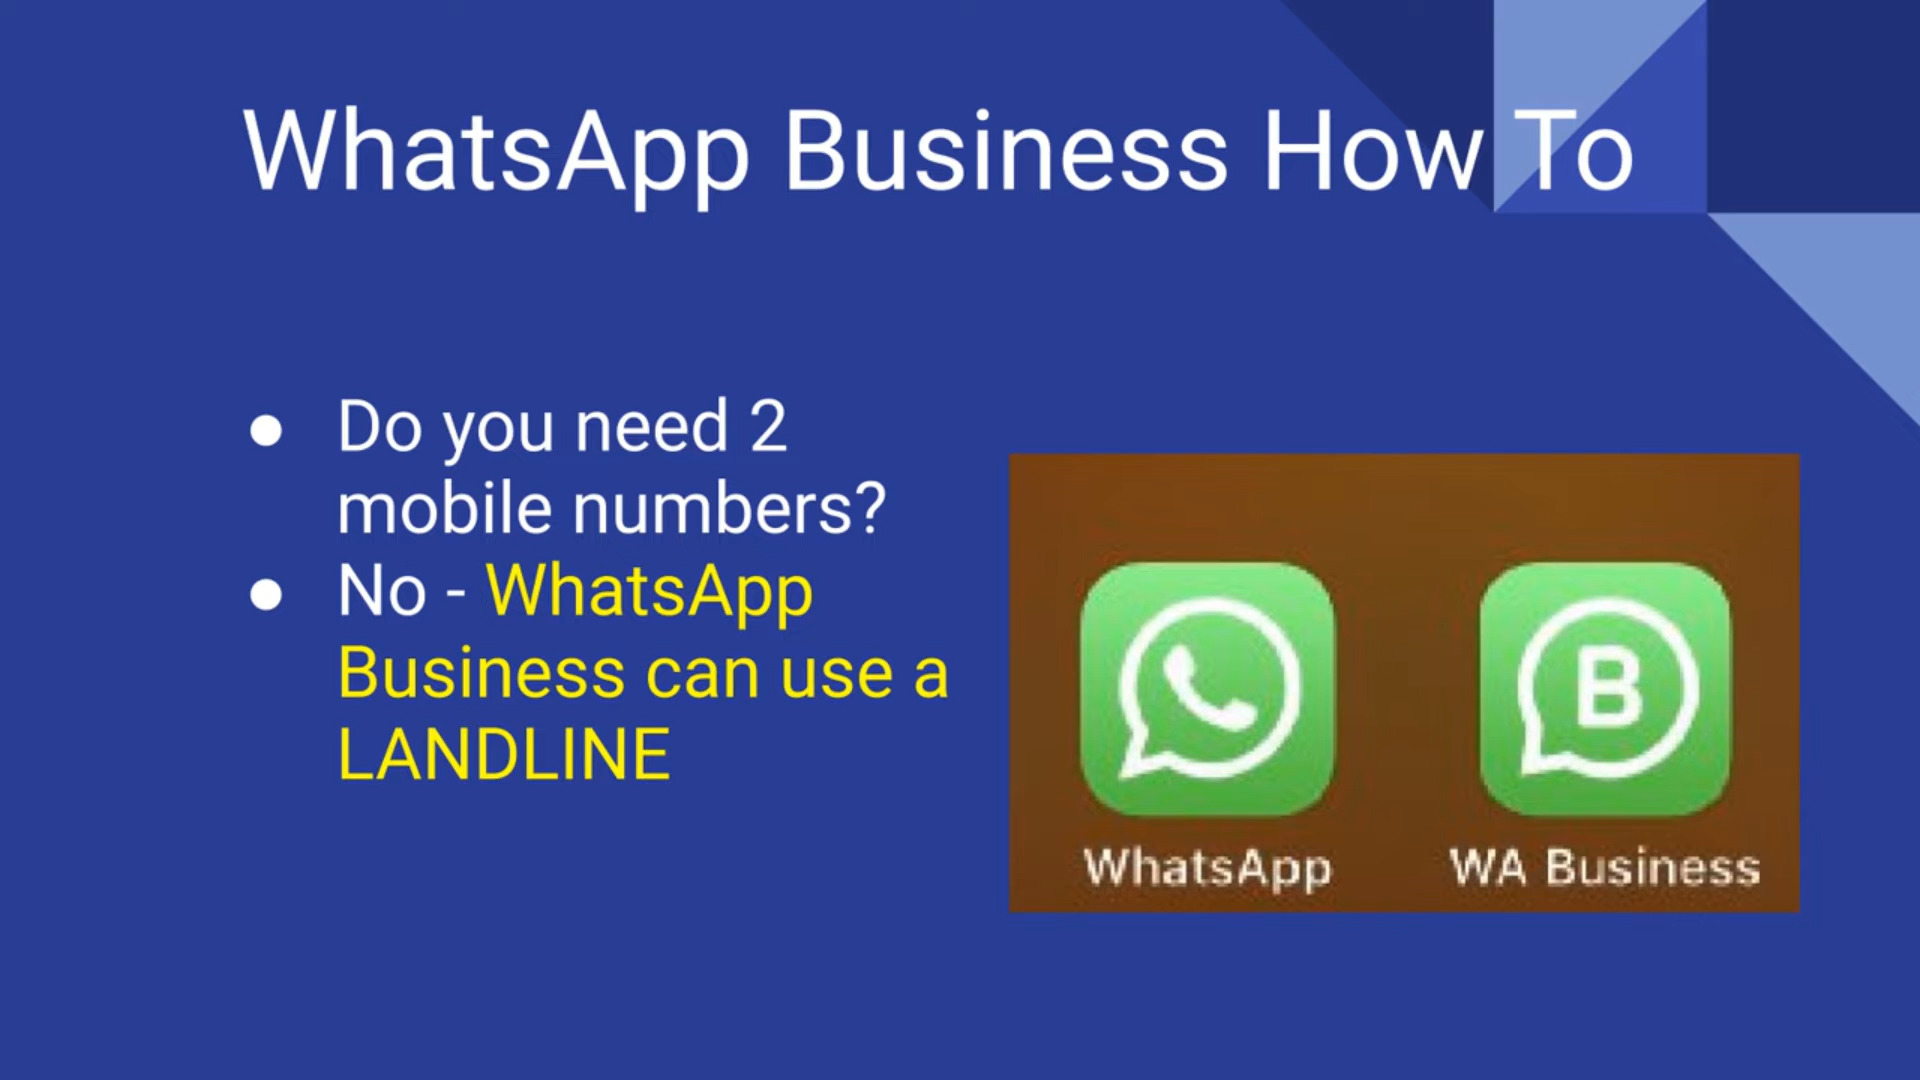 WhatsApp Business How To
● Do you need 2
mobile numbers?
● No - WhatsApp
Business can use a
LANDLINE
B
WhatsApp
WA Business